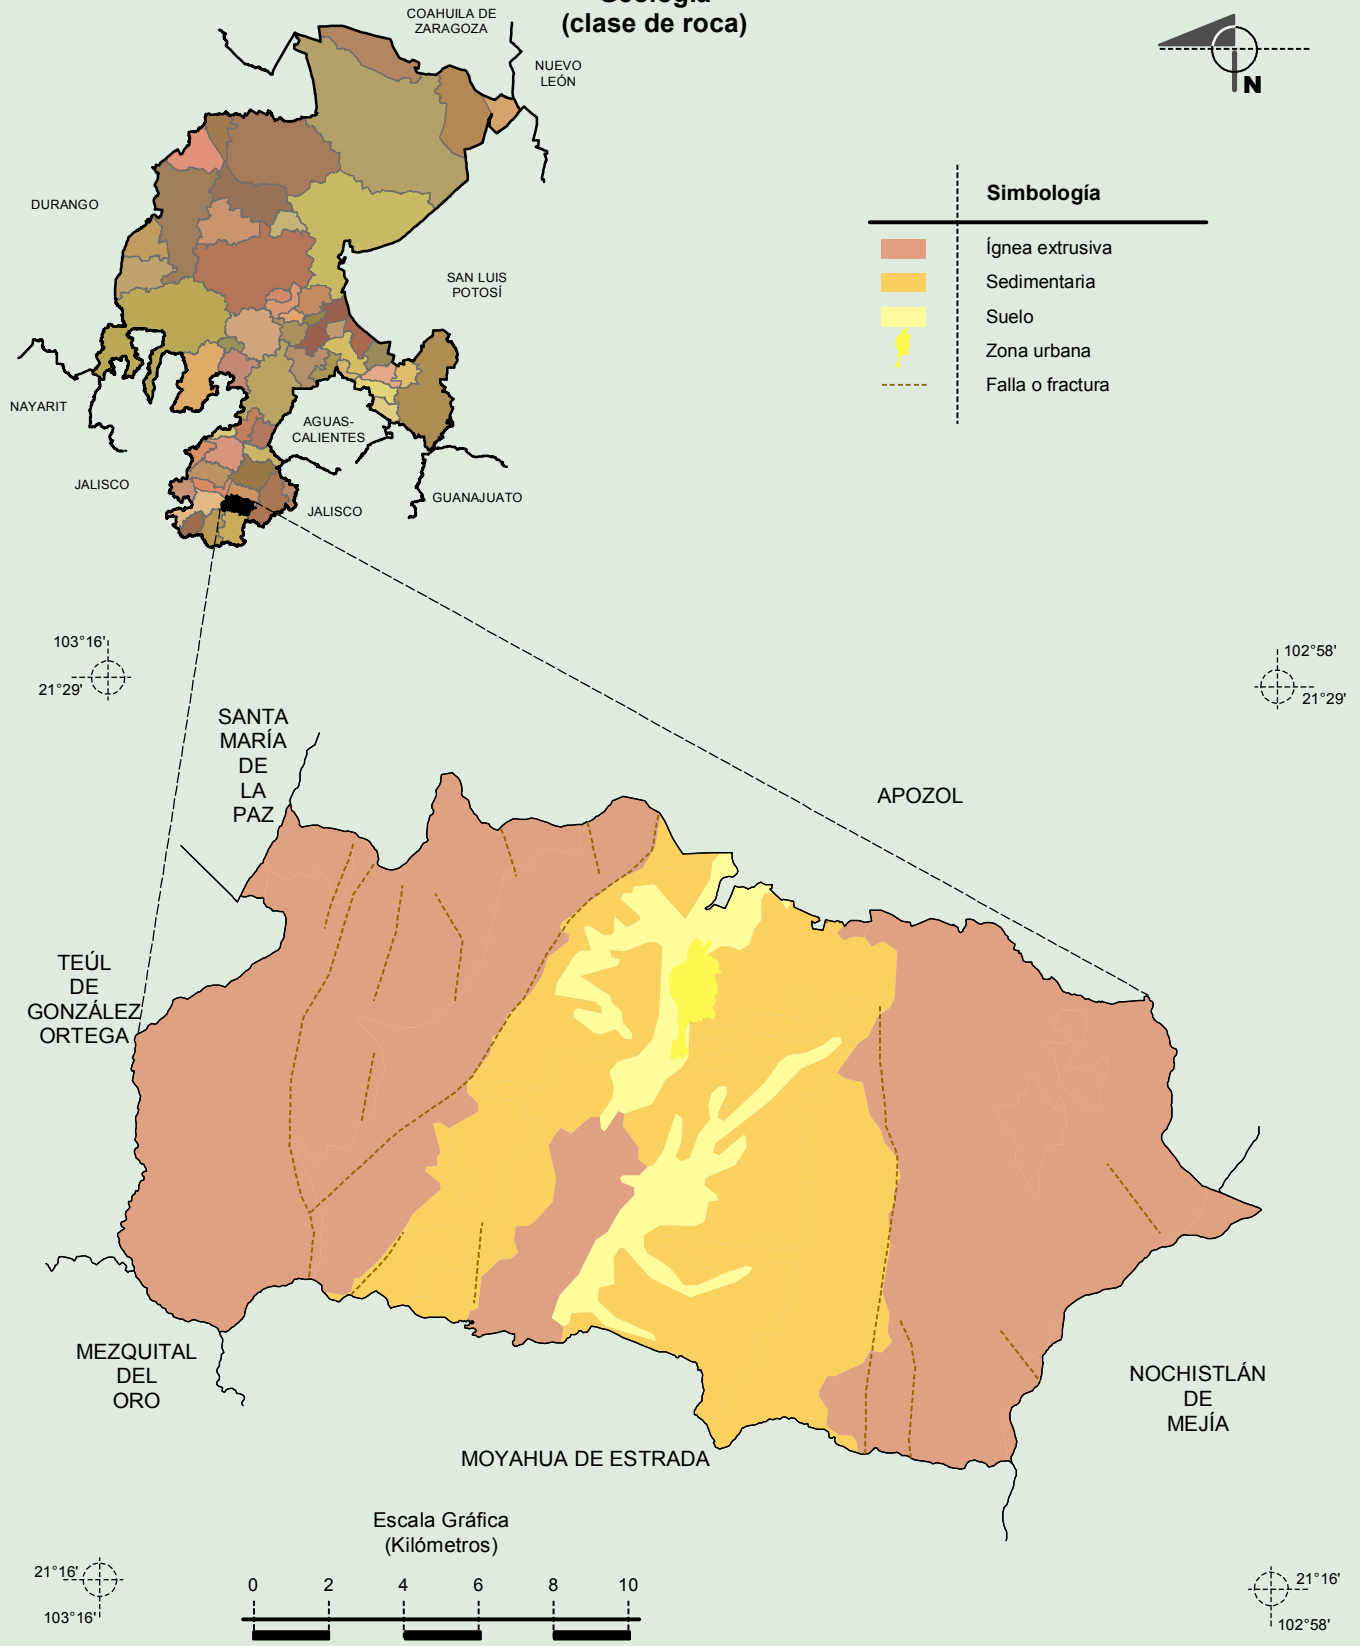 Geología
(clase de roca)
COAHUILA DE
ZARAGOZA
NUEVO
LEÓN
N
DURANGO
SAN LUIS
POTOSÍ
NAYARIT
AGUAS-
CALIENTES
JALISCO
JALISCO
GUANAJUATO
Simbología
Ígnea extrusiva
Sedimentaria
Suelo
Zona urbana
Falla o fractura
103°16'
21°29'
102°58'
21°29'
SANTA
MARÍA
DE
LA
PAZ
APOZOL
TEÚL
DE
GONZÁLEZ
ORTEGA
MEZQUITAL
DEL
ORO
NOCHISTLÁN
DE
MEJÍA
MOYAHUA DE ESTRADA
Escala Gráfica
(Kilómetros)
0 2 4 6 8 10
21°16'
103°16'
21°16'
102°58'